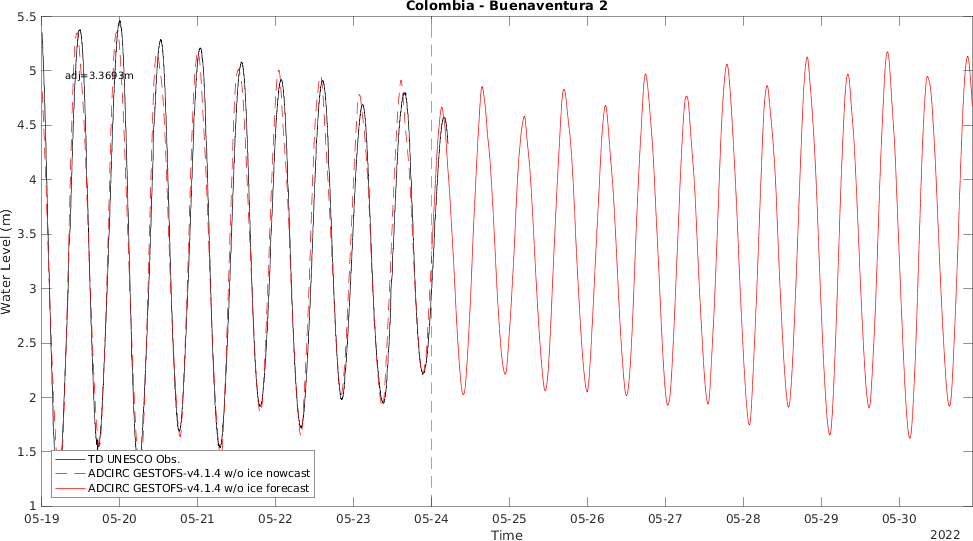 Colombia - Buenaventura 2
5.5
5
4.5
4
3.5
3
2.5
2
1.5
1
Water Level (m)
adj=3.3693m
TD UNESCO Obs.
ADCIRC GESTOFS-v4.1.4 w/o ice nowcast
ADCIRC GESTOFS-v4.1.4 w/o ice forecast
05-19 05-20 05-21 05-22 05-23 05-24 05-25 05-26 05-27 05-28 05-29 05-30
Time
2022